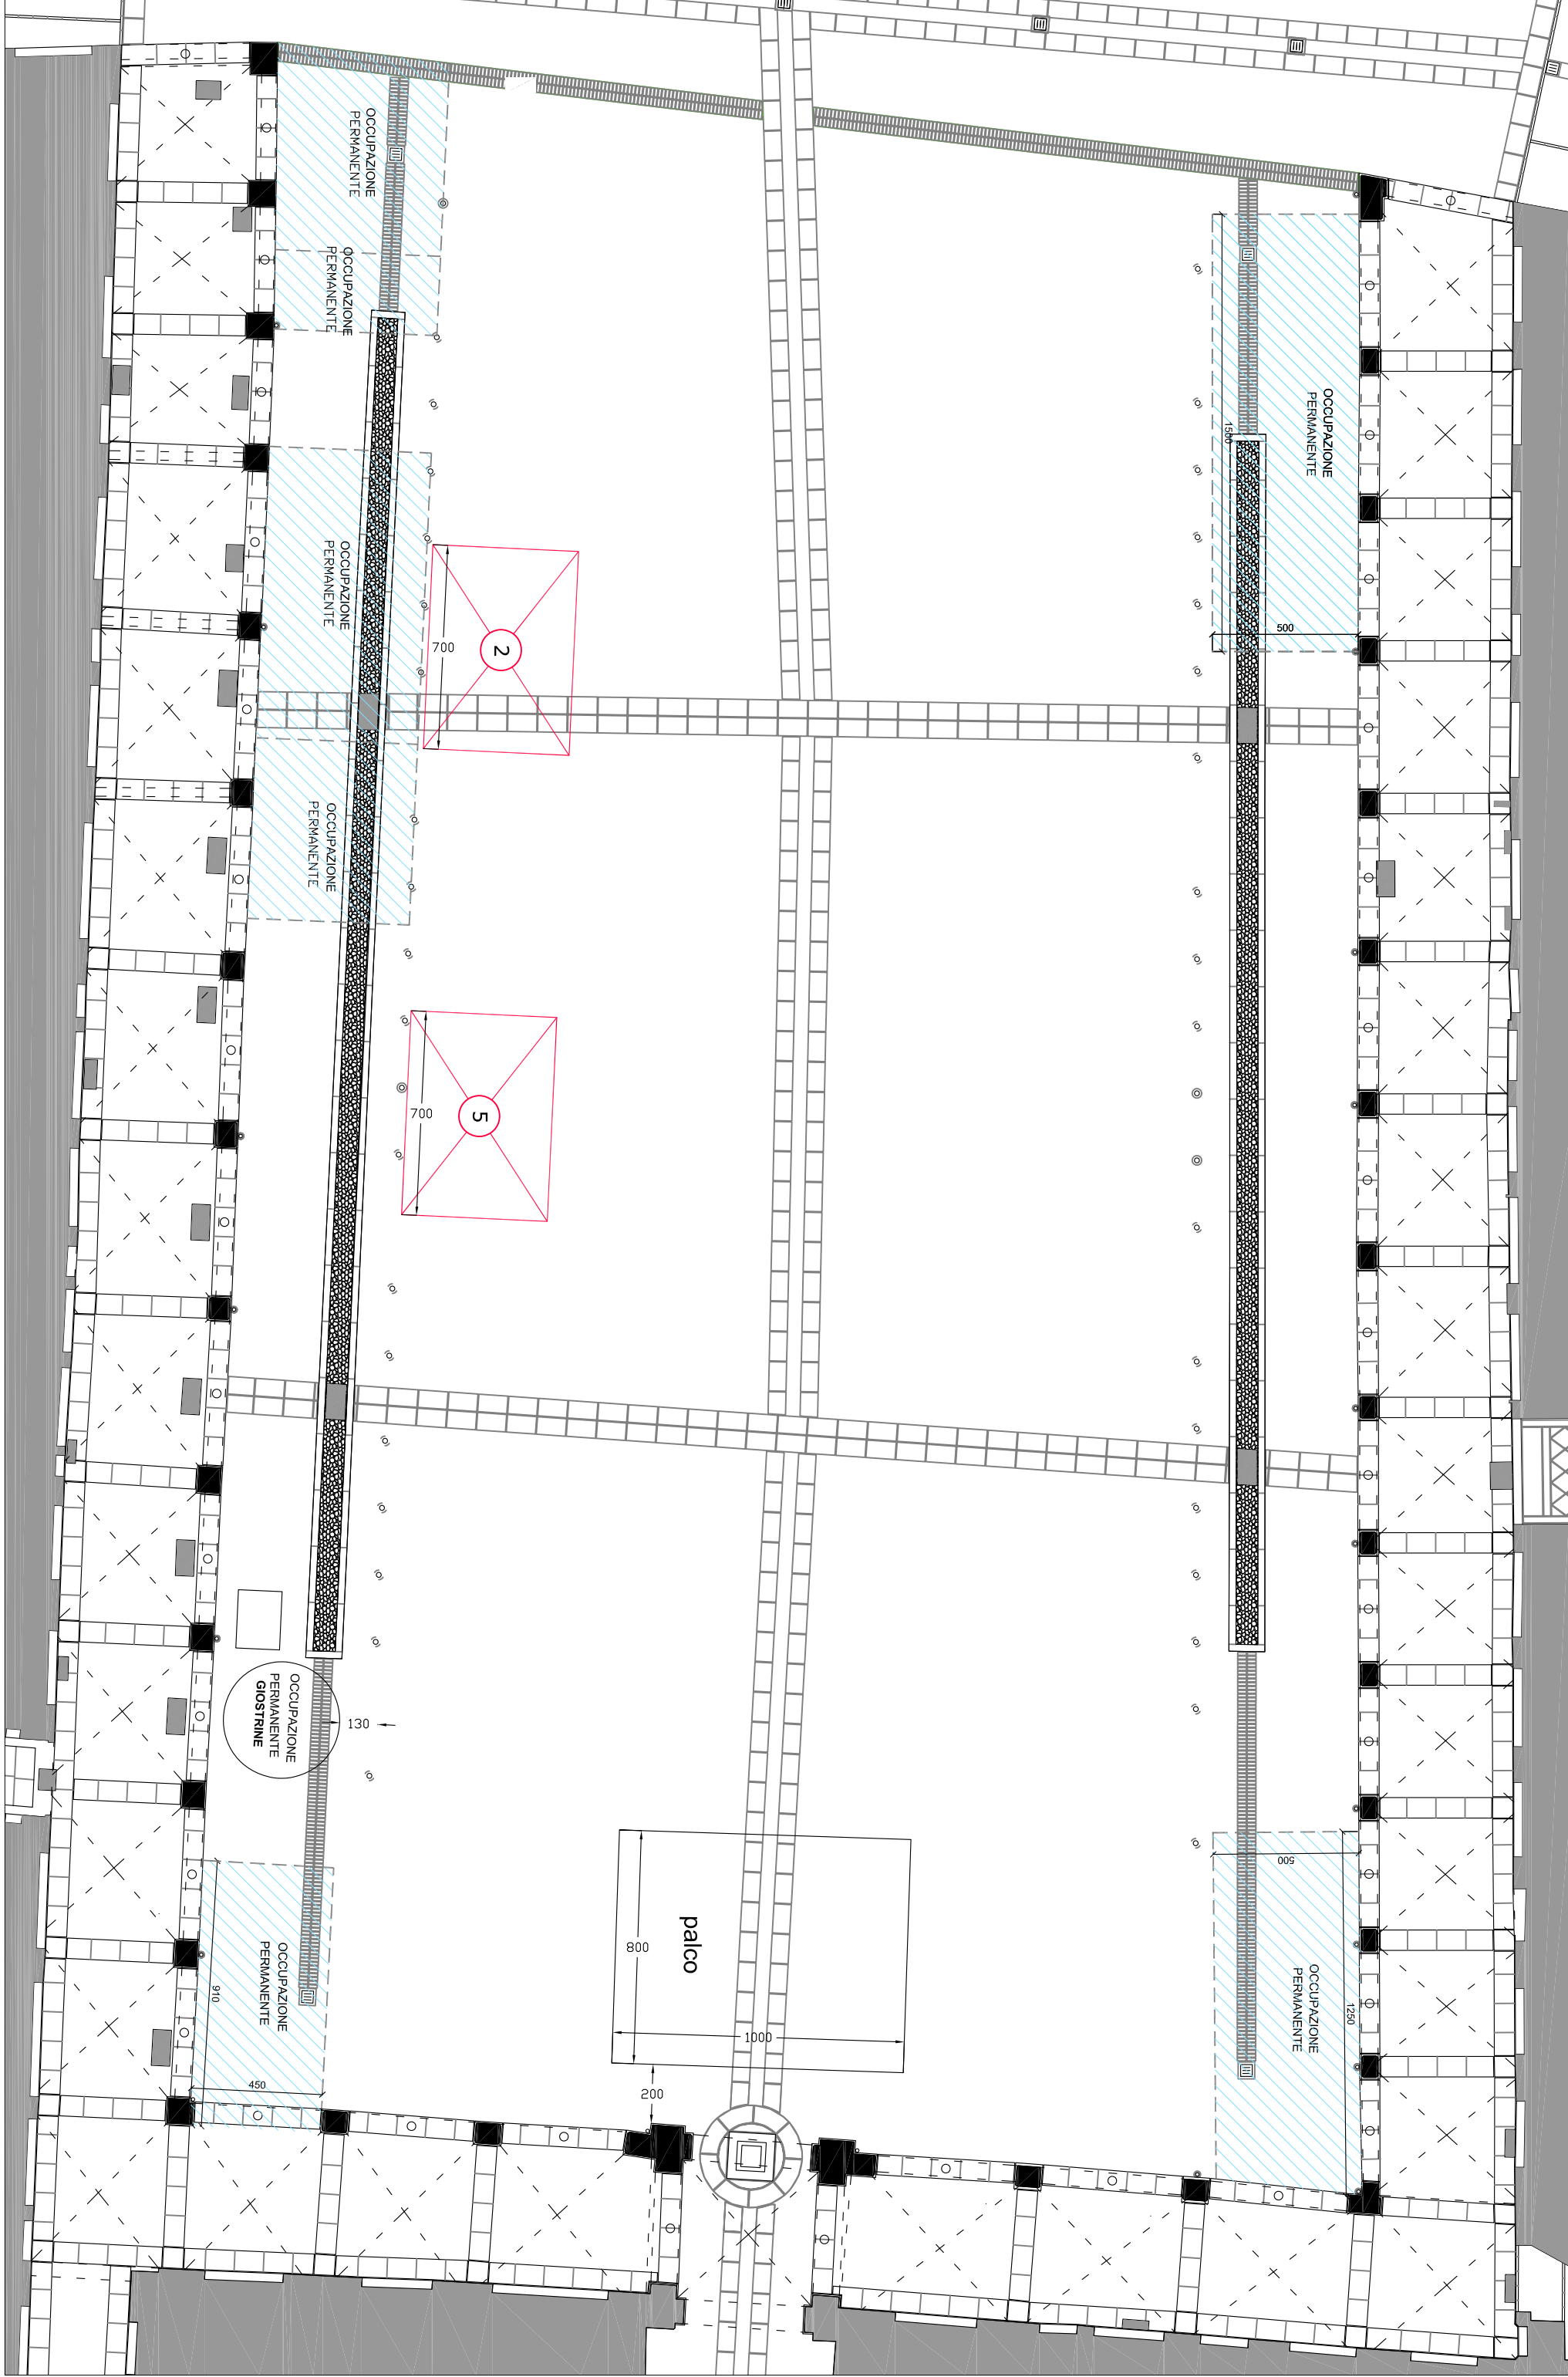 OCCUPAZIONE
PERMANENTE
OCCUPAZIONE
PERMANENTE
OCCUPAZIONE
PERMANENTE
1500
500
OCCUPAZIONE
PERMANENTE
2
700
OCCUPAZIONE
PERMANENTE
5
700
OCCUPAZIONE
PERMANENTE
GIOSTRINE
130
palco
800
1000
200
OCCUPAZIONE
PERMANENTE
910
450
500
OCCUPAZIONE
PERMANENTE
1250